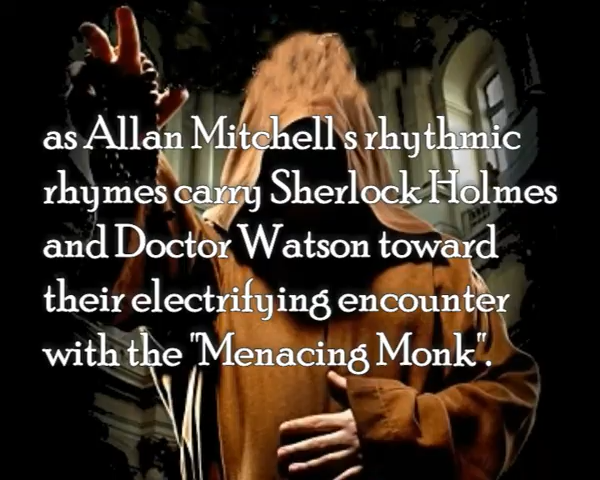 as Allan Mitchell s rhythmic
rhymes carry Sherlock Holmes
and Doctor Watson toward
their electrifying encounter
with the "Menacing Monk".